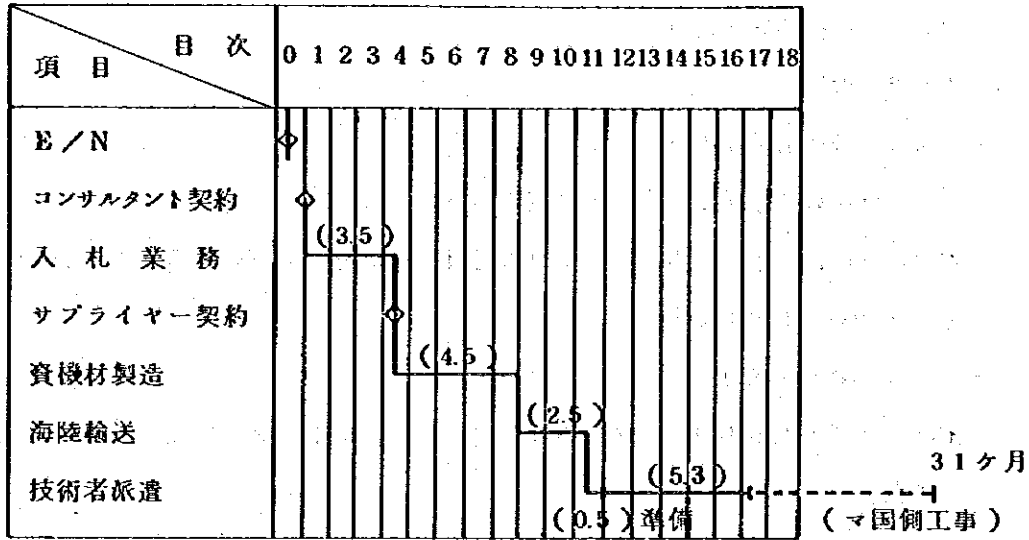 項目 目次 0 1 2 3 4 5 6 7 8 9 10 11 12 13 14 15 16 17 18
E/N
コンサルタント契約
(3.5)
入札業務
サプライヤー契約
(4.5)
資機材製造
(2.5)
海陸輸送
31ケ月
(5.3)
技術者派遣
(0.5)準備 (マ国側工事)